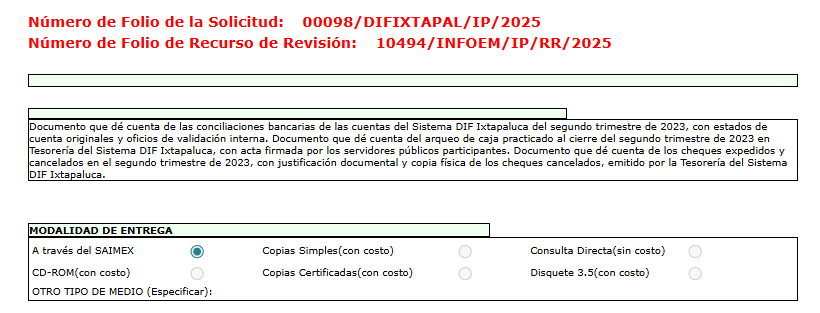 Número de Folio de la Solicitud: 00098/DIFIXTAPAL/IP/2025
Número de Folio de Recurso de Revisión: 10494/INFOEM/IP/RR/2025
Documento que dé cuenta de las conciliaciones bancarias de las cuentas del Sistema DIF Ixtapaluca del segundo trimestre de 2023, con estados de
cuenta originales y oficios de validación interna. Documento que dé cuenta del arqueo de caja practicado al cierre del segundo trimestre de 2023 en
Tesorería del Sistema DIF Ixtapaluca, con acta firmada por los servidores públicos participantes. Documento que dé cuenta de los cheques expedidos y
cancelados en el segundo trimestre de 2023, con justificación documental y copia física de los cheques cancelados, emitido por la Tesorería del Sistema
DIF Ixtapaluca.
MODALIDAD DE ENTREGA
A través del SAIMEX Copias Simples(con costo) Consulta Directa(sin costo)
CD-ROM(con costo) Copias Certificadas(con costo) Disquete 3.5(con costo)
OTRO TIPO DE MEDIO (Especificar):